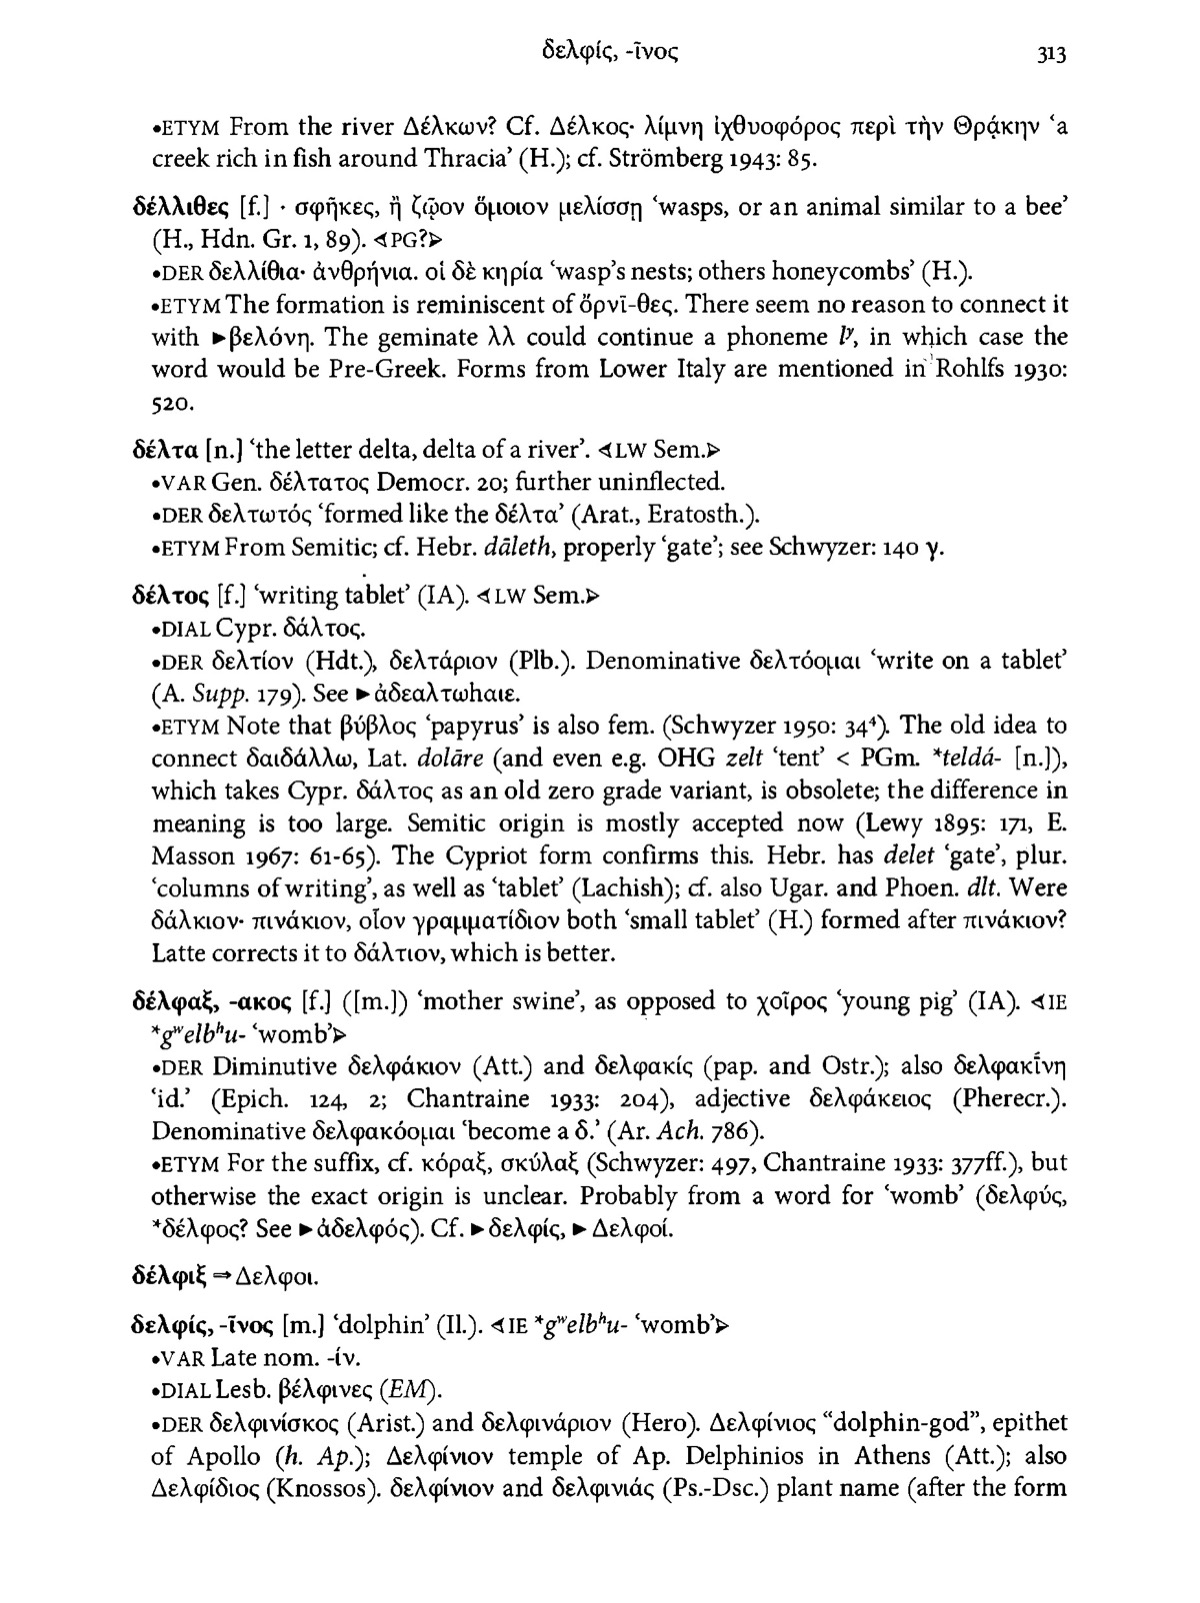 δελφίς, -ῖνος 313
•ETYM From the river Δέλκων? Cf. Δέλκος· λίμνη ἰχθυοφόρος περὶ τὴν Θρᾴκην ‘a
creek rich in fish around Thracia’ (H.); cf. Strömberg 1943: 85.
δέλλιθες [f.] · σφῆκες, ἢ ζῷον ὅμοιον μελίσσῃ ‘wasps, or an animal similar to a bee’
(H., Hdn. Gr. 1, 89). ⊲PG?⊳
•DER δελλίθια· ἀνθρήνια. οἱ δὲ κηρία ‘wasp’s nests; others honeycombs’ (H.).
•ETYM The formation is reminiscent of ὄρνῑ-θες. There seem no reason to connect it
with ►βελόνη. The geminate λλ could continue a phoneme lʸ, in which case the
word would be Pre-Greek. Forms from Lower Italy are mentioned in Rohlfs 1930:
520.
δέλτα [n.] ‘the letter delta, delta of a river’. ⊲LW Sem.⊳
•VAR Gen. δέλτατος Democr. 20; further uninflected.
•DER δελτωτός ‘formed like the δέλτα’ (Arat., Eratosth.).
•ETYM From Semitic; cf. Hebr. dāleth, properly ‘gate’; see Schwyzer: 140 γ.
δέλτος [f.] ‘writing tablet’ (IA). ⊲LW Sem.⊳
•DIAL Cypr. δάλτος.
•DER δελτίον (Hdt.), δελτάριον (Plb.). Denominative δελτόομαι ‘write on a tablet’
(A. Supp. 179). See ►ἀδεαλτωhαιε.
•ETYM Note that βύβλος ‘papyrus’ is also fem. (Schwyzer 1950: 34⁴). The old idea to
connect δαιδάλλω, Lat. dolāre (and even e.g. OHG zelt ‘tent’ < PGm. *teldá- [n.]),
which takes Cypr. δάλτος as an old zero grade variant, is obsolete; the difference in
meaning is too large. Semitic origin is mostly accepted now (Lewy 1895: 171, E.
Masson 1967: 61-65). The Cypriot form confirms this. Hebr. has delet ‘gate’, plur.
‘columns of writing’, as well as ‘tablet’ (Lachish); cf. also Ugar. and Phoen. dlt. Were
δάλκιον· πινάκιον, οἷον γραμματίδιον both ‘small tablet’ (H.) formed after πινάκιον?
Latte corrects it to δάλτιον, which is better.
δέλφαξ, -ακος [f.] ([m.]) ‘mother swine’, as opposed to χοῖρος ‘young pig’ (IA). ⊲IE
*gʷelbʰu- ‘womb’⊳
•DER Diminutive δελφάκιον (Att.) and δελφακίς (pap. and Ostr.); also δελφακί̄νη
‘id.’ (Epich. 124, 2; Chantraine 1933: 204), adjective δελφάκειος (Pherecr.).
Denominative δελφακόομαι ‘become a δ.’ (Ar. Ach. 786).
•ETYM For the suffix, cf. κόραξ, σκύλαξ (Schwyzer: 497, Chantraine 1933: 377ff.), but
otherwise the exact origin is unclear. Probably from a word for ‘womb’ (δελφύς,
*δέλφος? See ►ἀδελφός). Cf. ►δελφίς, ►Δελφοί.
δέλφιξ ⇒Δελφοι.
δελφίς, -ῖνος [m.] ‘dolphin’ (Il.). ⊲IE *gʷelbʰu- ‘womb’⊳
•VAR Late nom. -ίν.
•DIAL Lesb. βέλφινες (EM).
•DER δελφινίσκος (Arist.) and δελφινάριον (Hero). Δελφίνιος “dolphin-god”, epithet
of Apollo (h. Ap.); Δελφίνιον temple of Ap. Delphinios in Athens (Att.); also
Δελφίδιος (Knossos). δελφίνιον and δελφινιάς (Ps.-Dsc.) plant name (after the form